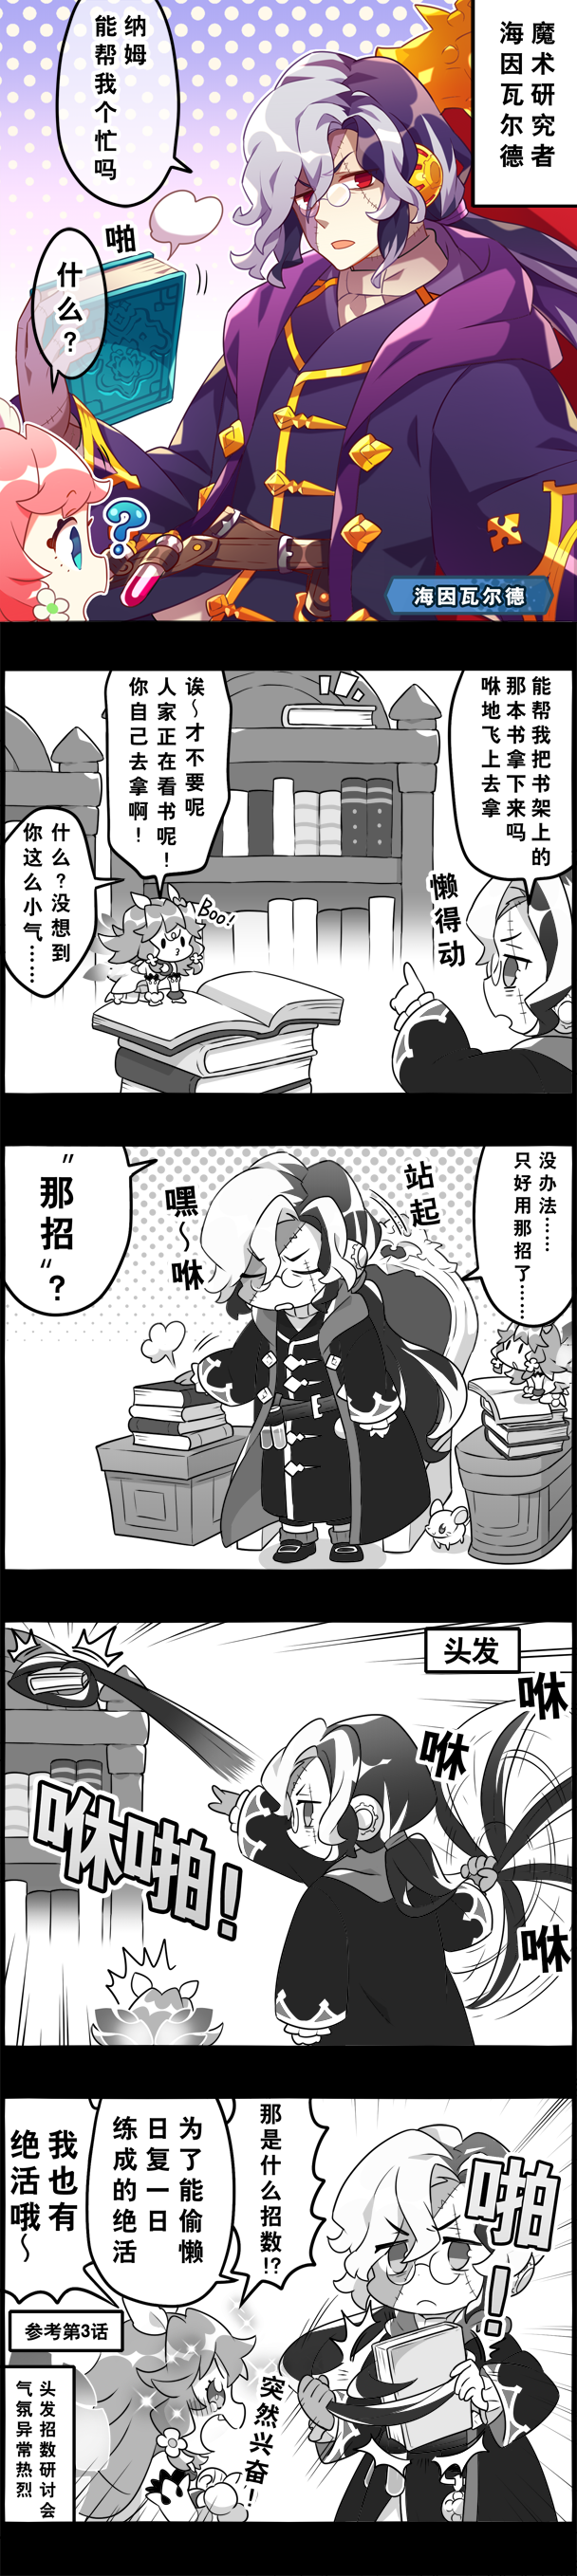 魔术研究者
海因瓦尔德
纳姆
能帮我个忙吗
啪
什么？
?
海因瓦尔德
能帮我把书架上的
那本书拿下来吗
咻地飞上去拿
懒得动
诶～才不要呢
人家正在看书呢！
你自己去拿啊！
Boo!
什么？没想到
你这么小气……
没办法……
只好用那招了……
站起
嘿～咻
“那招“？
头发
咻
咻
咻
咻啪！
啪！
那是什么招数!?
为了能偷懒
日复一日
练成的绝活
我也有
绝活哦～
突然兴奋！
参考第3话
头发招数研讨会
气氛异常热烈